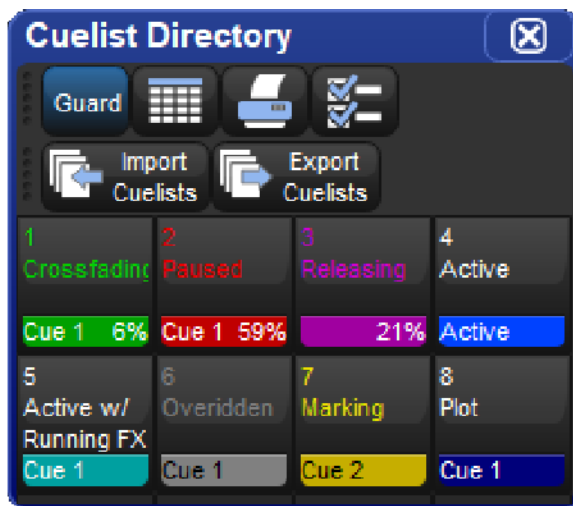 Cuelist Directory
Guard
Import
Cuelists
Export
Cuelists
1
Crossfading
Cue 1 6%
2
Paused
Cue 1 59%
3
Releasing
21%
4
Active
Active
5
Active w/
Running FX
Cue 1
6
Overidden
Cue 1
7
Marking
Cue 2
8
Plot
Cue 1